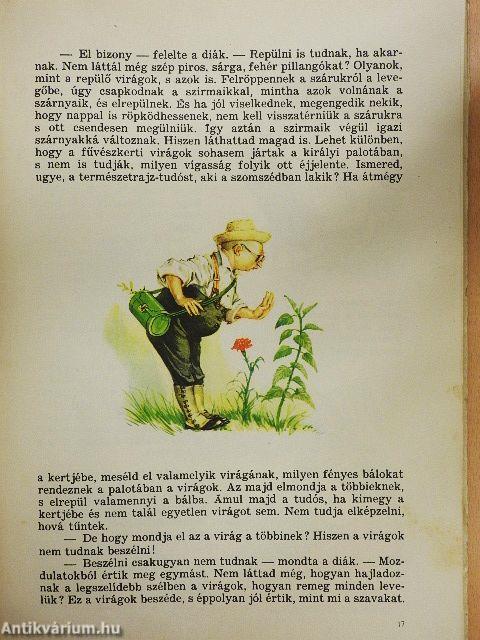 — El bizony — felelte a diák. — Repülni is tudnak, ha akar-
nak. Nem láttál még szép piros, sárga, fehér pillangókat? Olyanok,
mint a repülő virágok, s azok is. Felröppennek a szárukról a leve-
gőbe, úgy csapkodnak a szirmaikkal, mintha azok volnának a
szárnyaik, és elrepülnek. És ha jól viselkednek, megengedik nekik,
hogy nappal is röpködhessenek, nem kell visszatérniük a szárukra
s ott csendesen megülniük. Így aztán a szirmaik végül igazi
szárnyakká változnak. Hiszen láthattad magad is. Lehet különben,
hogy a fűvészkerti virágok sohasem jártak a királyi palotában,
s nem is tudják, milyen vigasság folyik ott éjjelente. Ismered,
ugye, a természetrajz-tudóst, aki a szomszédban lakik? Ha átmégy
a kertjébe, meséld el valamelyik virágának, milyen fényes bálokat
rendeznek a palotában a virágok. Az majd elmondja a többieknek,
s elrepül valamennyi a bálba. Ámul majd a tudós, ha kimegy a
kertjébe és nem talál egyetlen virágot sem. Nem tudja elképzelni,
hová tűntek.
— De hogy mondja el az a virág a többinek? Hiszen a virágok
nem tudnak beszélni!
— Beszélni csakugyan nem tudnak — mondta a diák. — Moz-
dulatokból értik meg egymást. Nem láttad még, hogyan hajladoz-
nak a legszelídebb szélben a virágok, hogyan remeg minden leve-
lük? Ez a virágok beszéde, s éppolyan jól értik, mint mi a szavakat.
17
Antikvárium.hu